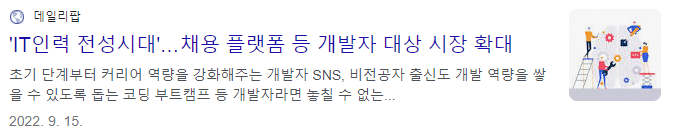 데일리팝
'IT인력 전성시대'...채용 플랫폼 등 개발자 대상 시장 확대
초기 단계부터 커리어 역량을 강화해주는 개발자 SNS, 비전공자 출신도 개발 역량을 쌓
을 수 있도록 돕는 코딩 부트캠프 등 개발자라면 놓칠 수 없는...
2022. 9. 15.